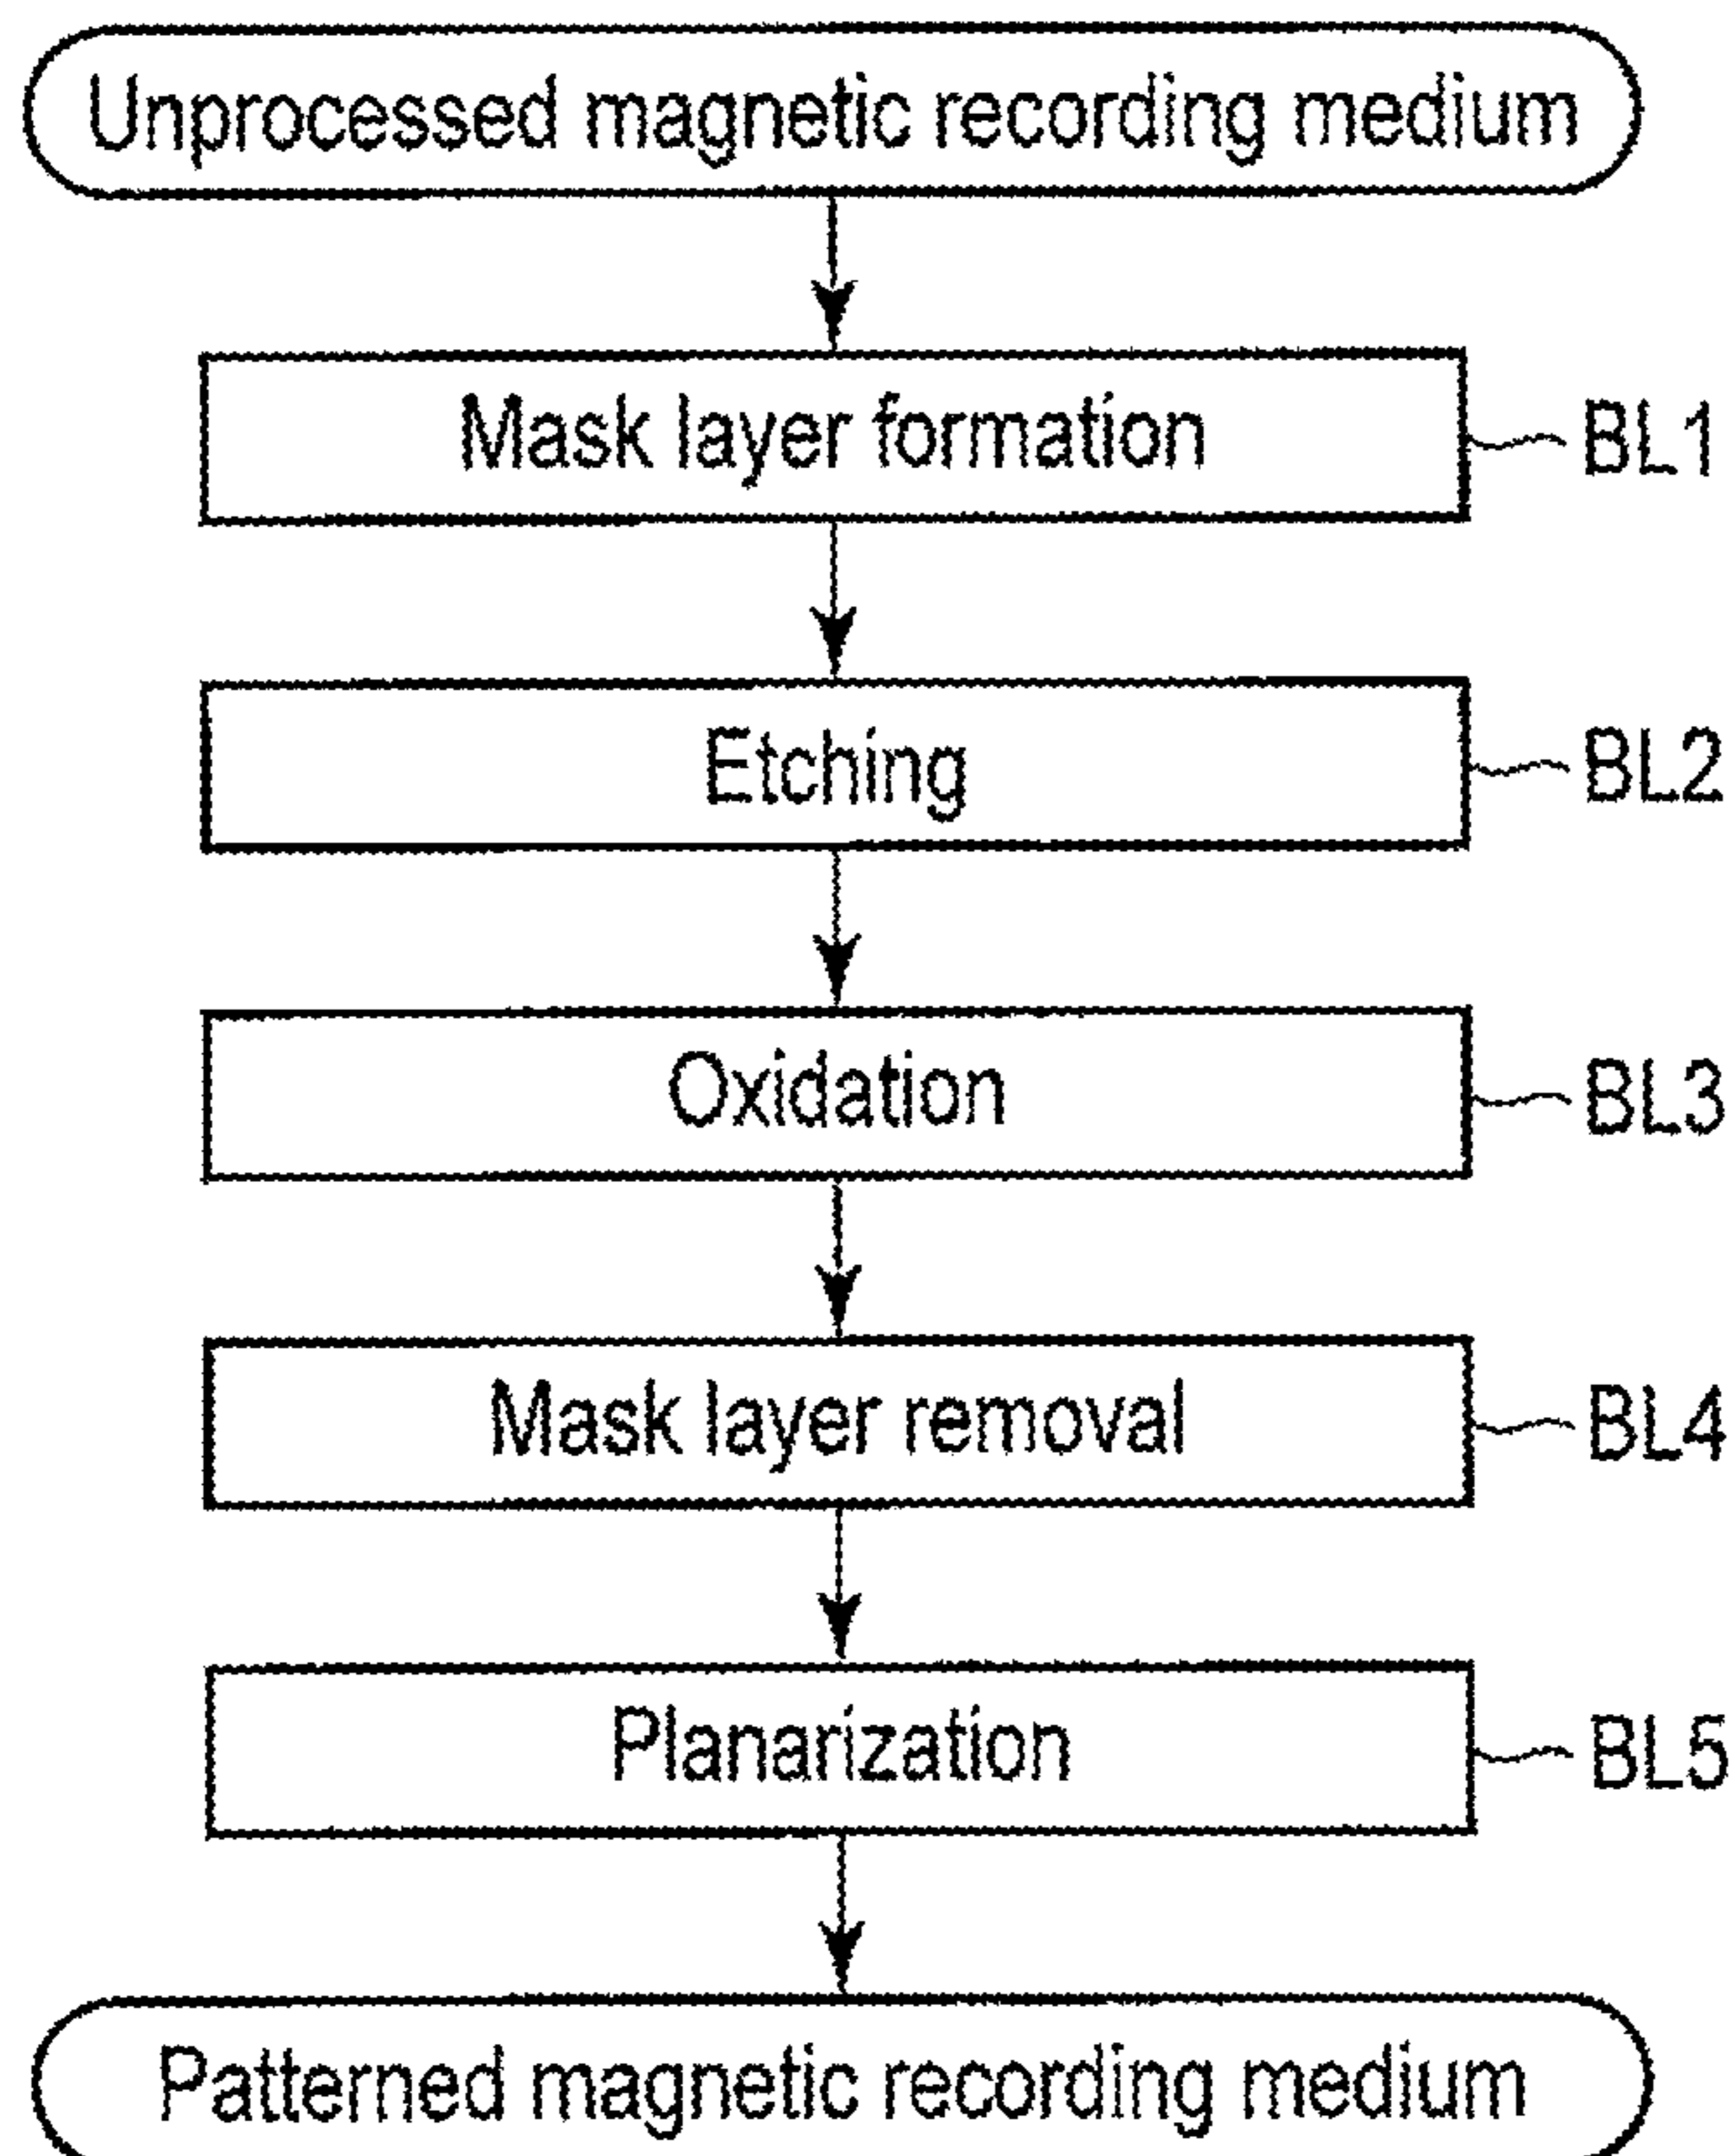 Unprocessed magnetic recording medium
Mask layer formation BL1
Etching BL2
Oxidation BL3
Mask layer removal BL4
Planarization BL5
Patterned magnetic recording medium